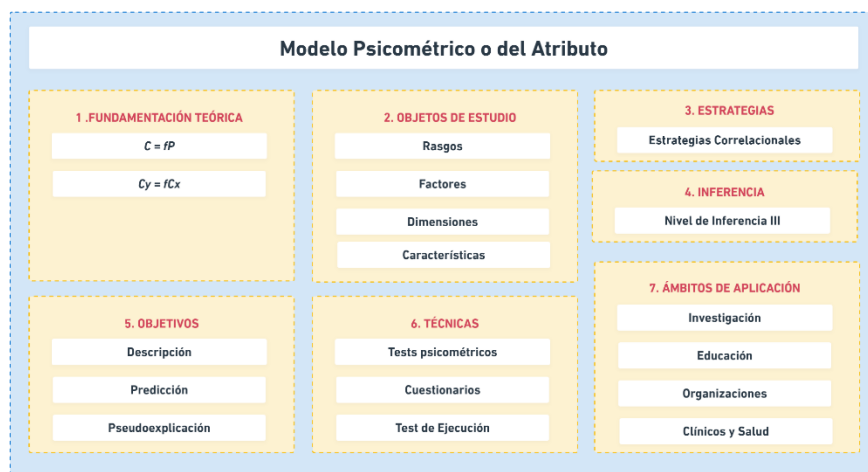 Modelo Psicométrico o del Atributo
1 .FUNDAMENTACIÓN TEÓRICA
C = fP
Cy = fCx
2. OBJETOS DE ESTUDIO
Rasgos
Factores
Dimensiones
Características
3. ESTRATEGIAS
Estrategias Correlacionales
4. INFERENCIA
Nivel de Inferencia III
5. OBJETIVOS
Descripción
Predicción
Pseudoexplicación
6. TÉCNICAS
Tests psicométricos
Cuestionarios
Test de Ejecución
7. ÁMBITOS DE APLICACIÓN
Investigación
Educación
Organizaciones
Clínicos y Salud